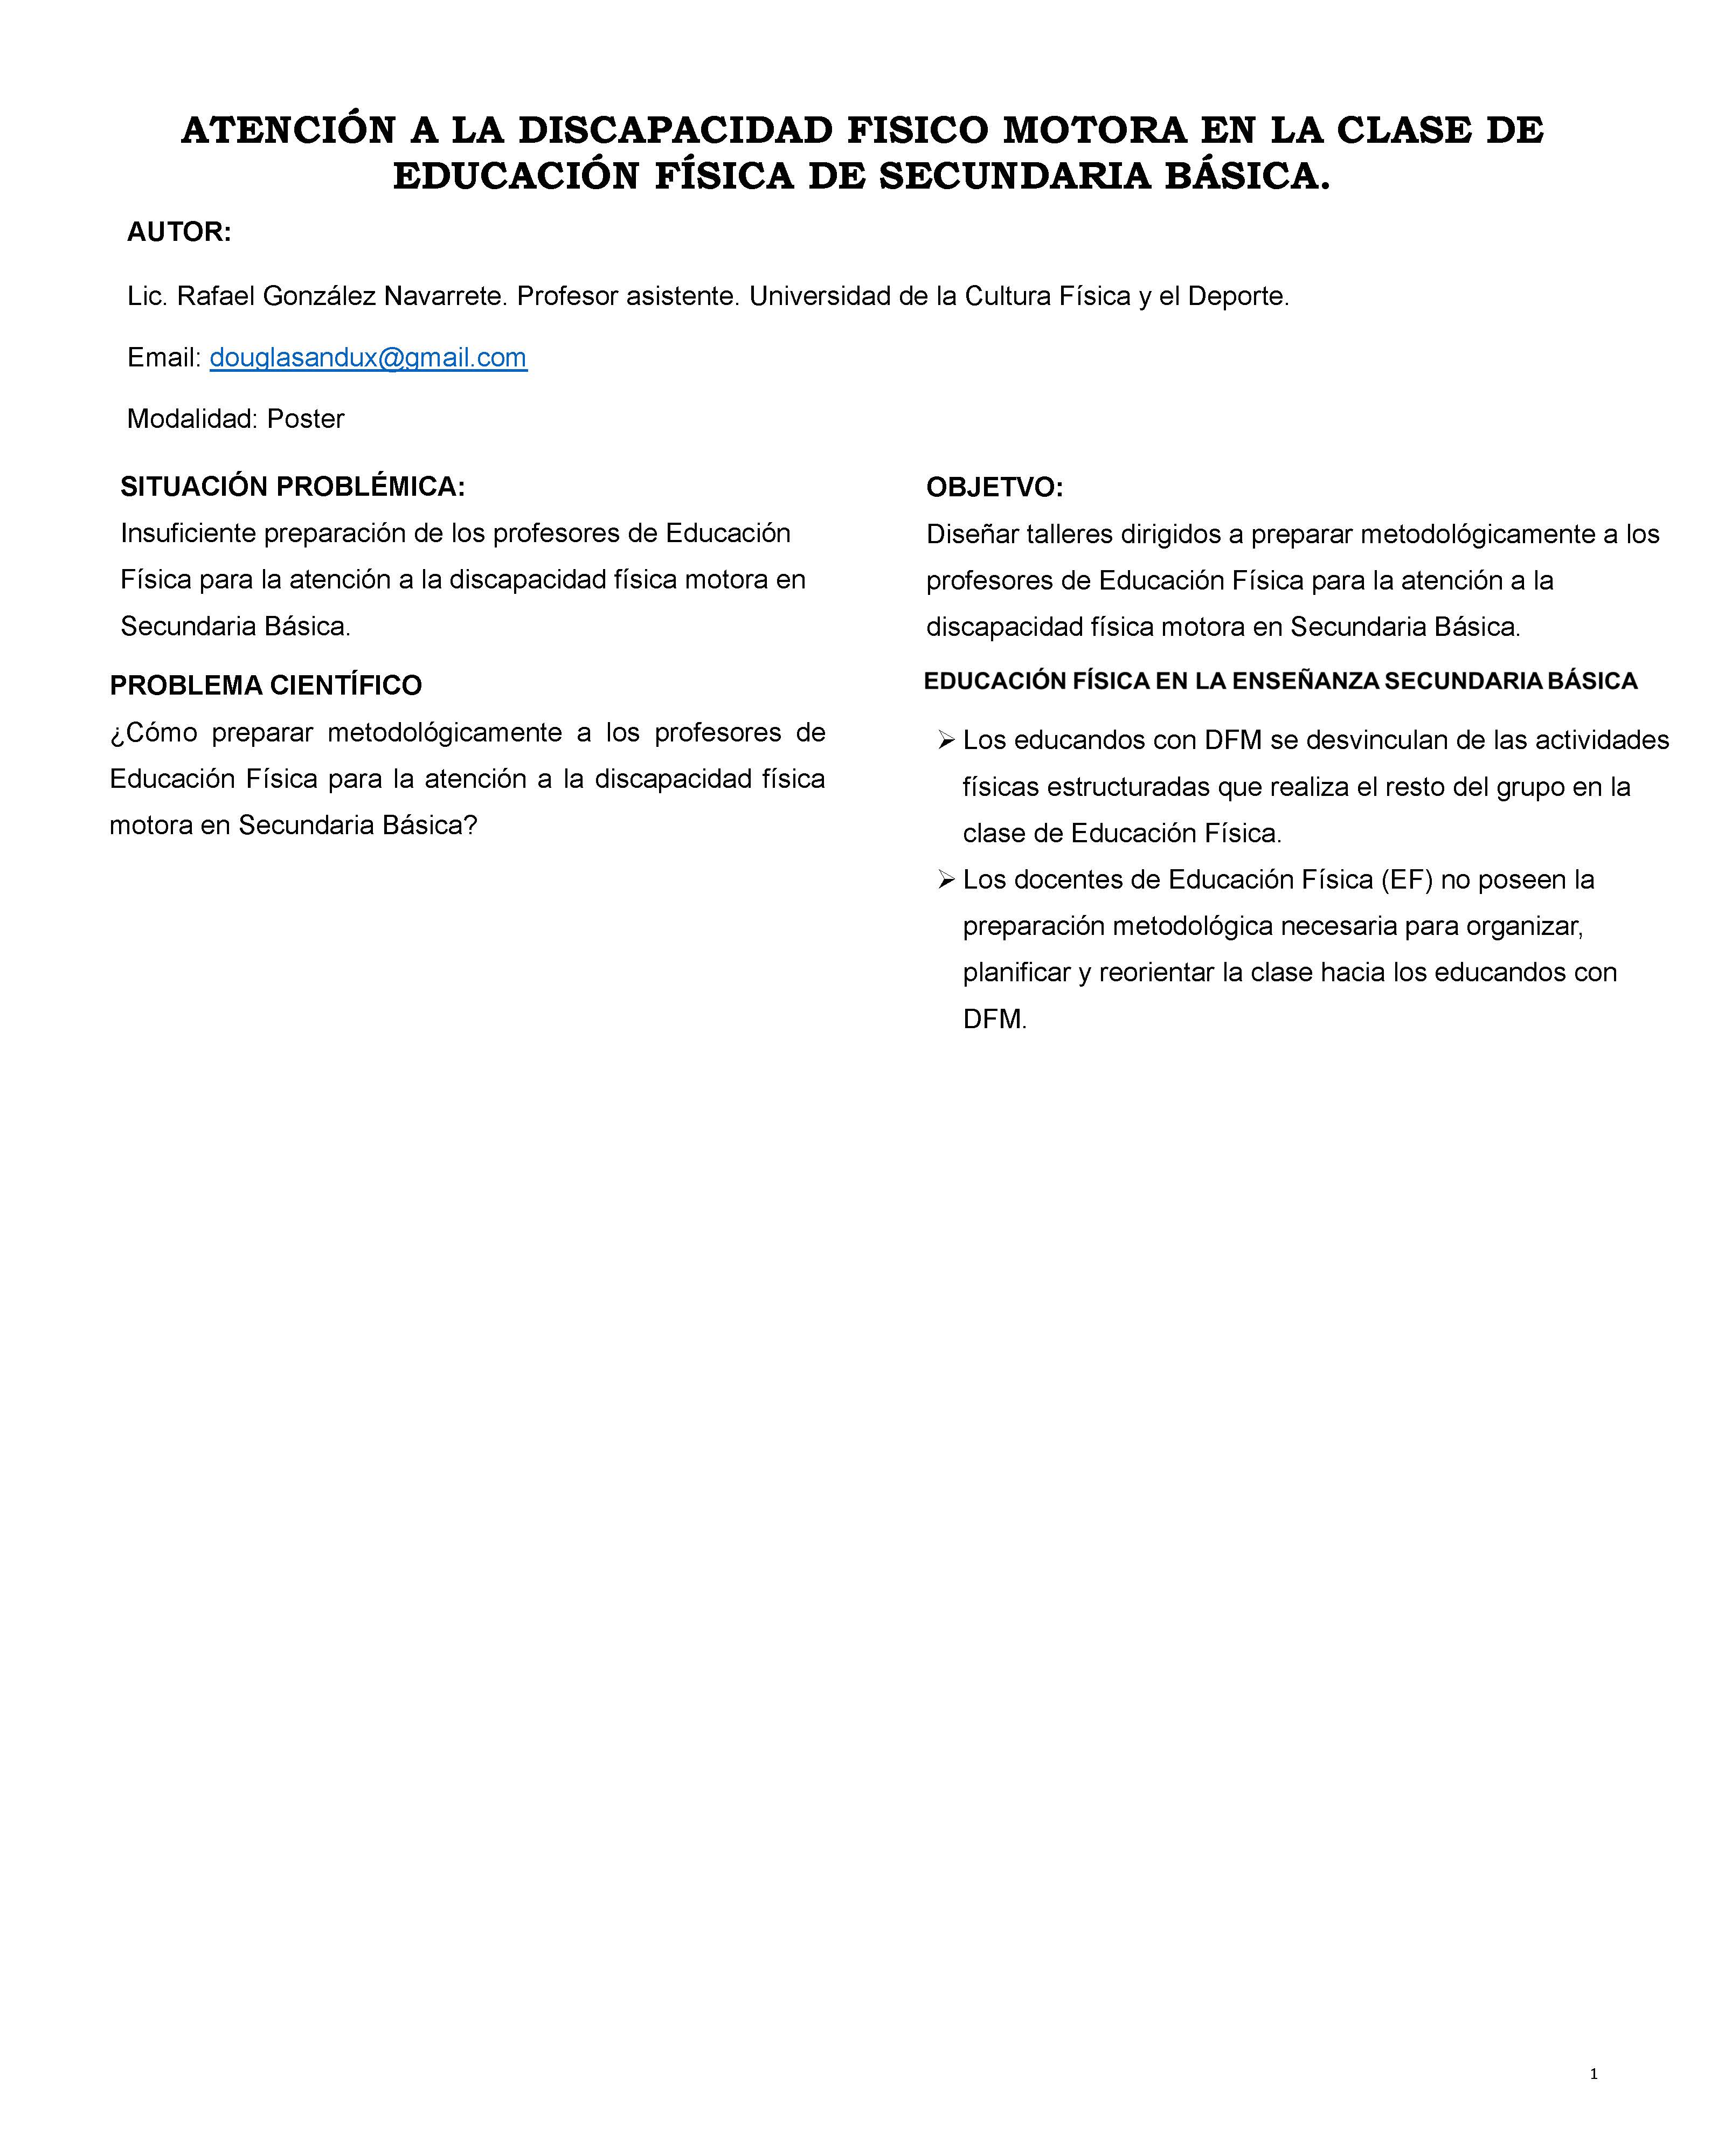 ATENCIÓN A LA DISCAPACIDAD FISICO MOTORA EN LA CLASE DE
EDUCACIÓN FÍSICA DE SECUNDARIA BÁSICA.
AUTOR:
Lic. Rafael González Navarrete. Profesor asistente. Universidad de la Cultura Física y el Deporte.
Email: douglasandux@gmail.com
Modalidad: Poster
SITUACIÓN PROBLÉMICA:
Insuficiente preparación de los profesores de Educación
Física para la atención a la discapacidad física motora en
Secundaria Básica.
PROBLEMA CIENTÍFICO
¿Cómo preparar metodológicamente a los profesores de
Educación Física para la atención a la discapacidad física
motora en Secundaria Básica?
OBJETVO:
Diseñar talleres dirigidos a preparar metodológicamente a los
profesores de Educación Física para la atención a la
discapacidad física motora en Secundaria Básica.
EDUCACIÓN FÍSICA EN LA ENSEÑANZA SECUNDARIA BÁSICA
➢ Los educandos con DFM se desvinculan de las actividades
físicas estructuradas que realiza el resto del grupo en la
clase de Educación Física.
➢ Los docentes de Educación Física (EF) no poseen la
preparación metodológica necesaria para organizar,
planificar y reorientar la clase hacia los educandos con
DFM.
1